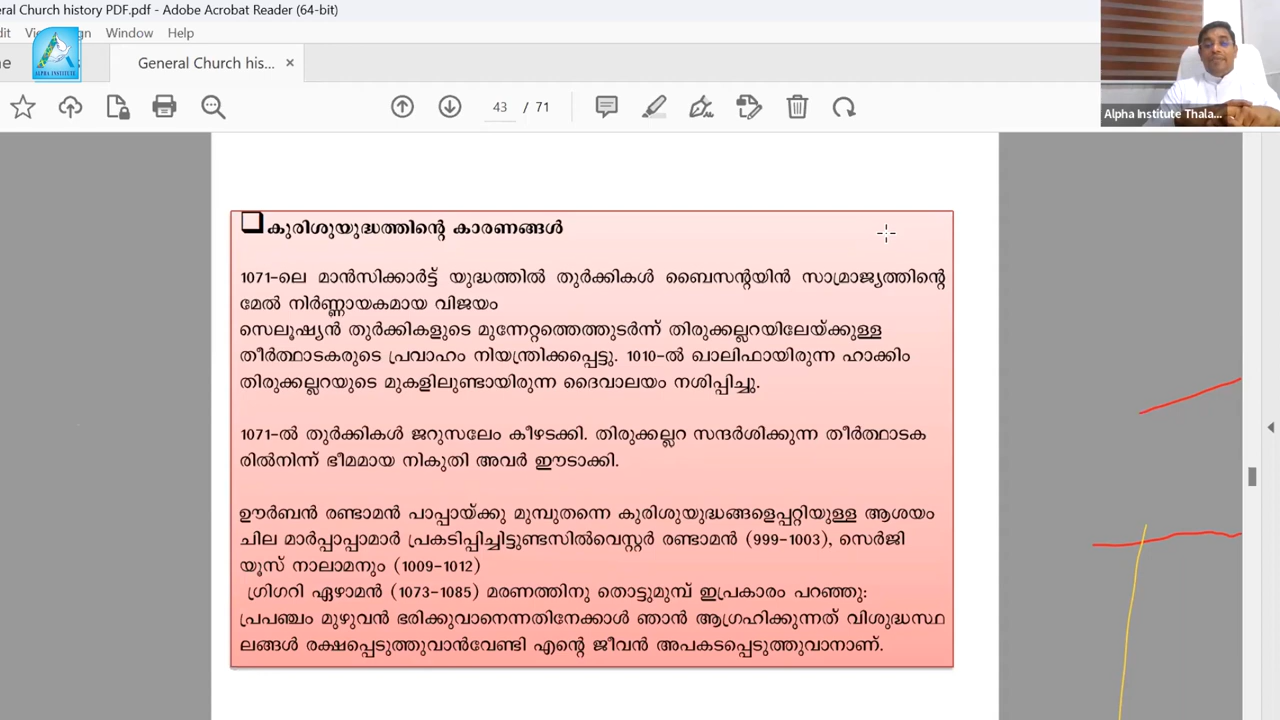 eral Church history PDF.pdf - Adobe Acrobat Reader (64-bit)
Window Help
ALPHA INSTITUTE
General Church his... ×
43 / 71
Alpha Institute Thala...
കുരിശുയുദ്ധത്തിന്റെ കാരണങ്ങൾ
1071-ലെ മാൻസിക്കാർട്ട് യുദ്ധത്തിൽ തുർക്കികൾ ബൈസന്റയിൻ സാമ്രാജ്യത്തിന്റെ
മേൽ നിർണ്ണായകമായ വിജയം
സെലൂഷ്യൻ തുർക്കികളുടെ മുന്നേറ്റത്തെത്തുടർന്ന് തിരുക്കല്ലറയിലേയ്ക്കുള്ള
തീർത്ഥാടകരുടെ പ്രവാഹം നിയന്ത്രിക്കപ്പെട്ടു. 1010-ൽ ഖാലിഫായിരുന്ന ഹാക്കിം
തിരുക്കല്ലറയുടെ മുകളിലുണ്ടായിരുന്ന ദൈവാലയം നശിപ്പിച്ചു.
1071-ൽ തുർക്കികൾ ജറുസലേം കീഴടക്കി. തിരുക്കല്ലറ സന്ദർശിക്കുന്ന തീർത്ഥാടക
രിൽനിന്ന് ഭീമമായ നികുതി അവർ ഈടാക്കി.
ഊർബൻ രണ്ടാമൻ പാപ്പായ്ക്കു മുമ്പുതന്നെ കുരിശുയുദ്ധങ്ങളെപ്പറ്റിയുള്ള ആശയം
ചില മാർപ്പാപ്പാമാർ പ്രകടിപ്പിച്ചിട്ടുണ്ടസിൽവെസ്റ്റർ രണ്ടാമൻ (999-1003), സെർജി
യൂസ് നാലാമനും (1009-1012)
ഗ്രിഗറി ഏഴാമൻ (1073-1085) മരണത്തിനു തൊട്ടുമുമ്പ് ഇപ്രകാരം പറഞ്ഞു:
പ്രപഞ്ചം മുഴുവൻ ഭരിക്കുവാനെന്നതിനേക്കാൾ ഞാൻ ആഗ്രഹിക്കുന്നത് വിശുദ്ധസ്ഥ
ലങ്ങൾ രക്ഷപ്പെടുത്തുവാൻവേണ്ടി എന്റെ ജീവൻ അപകടപ്പെടുത്തുവാനാണ്.